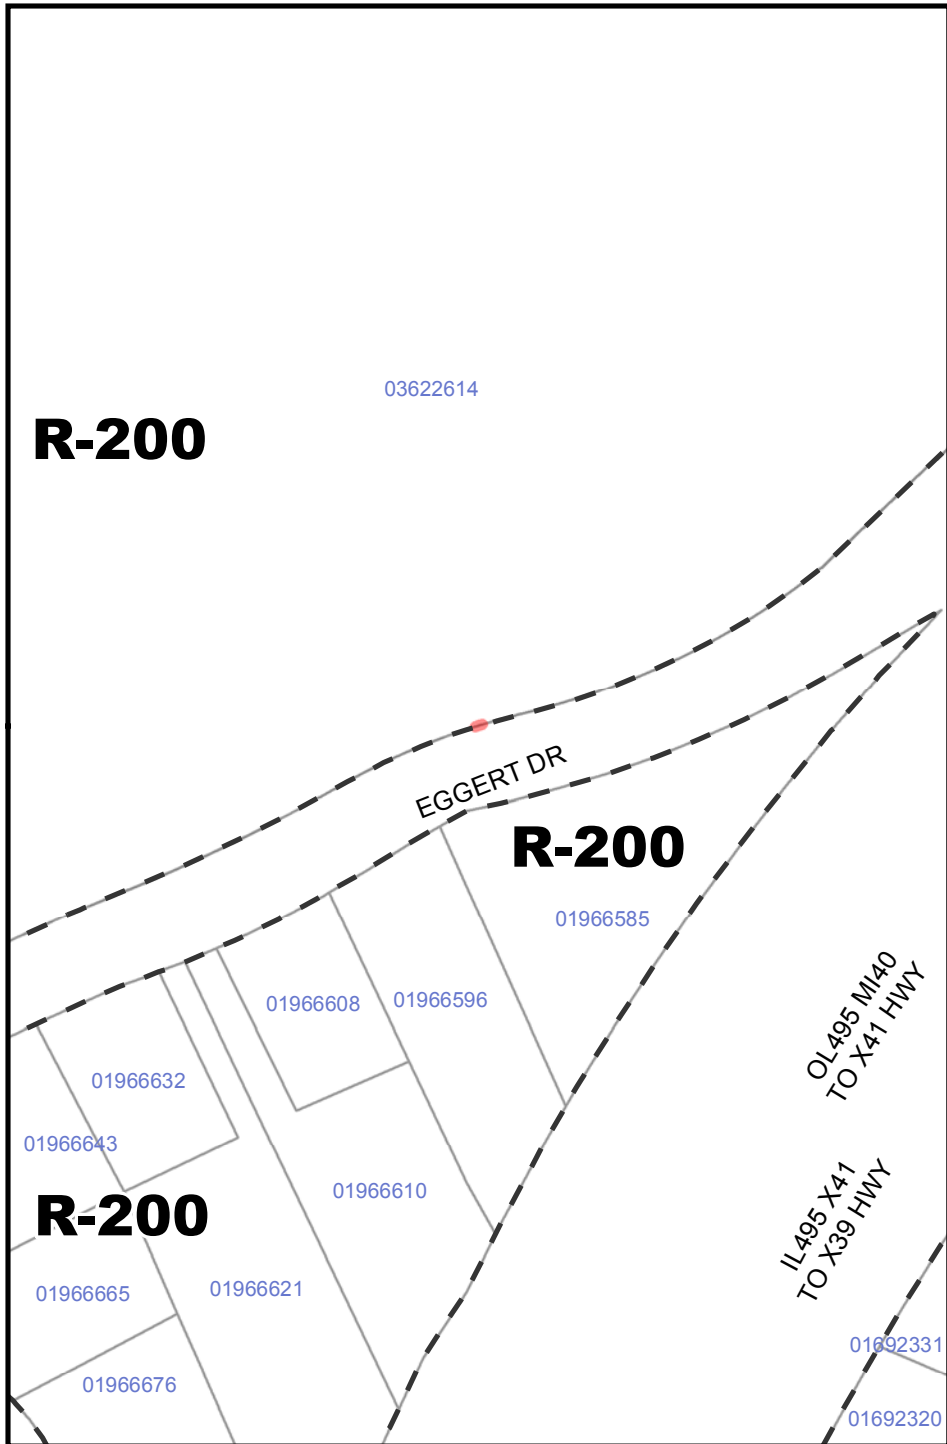 03622614
R-200
EGGERT DR
R-200
01966585
OL495 MI40
TO X41 HWY
01966608
01966596
01966632
01966643
01966610
R-200
IL495 X41
TO X39 HWY
01966665
01966621
01692331
01966676
01692320